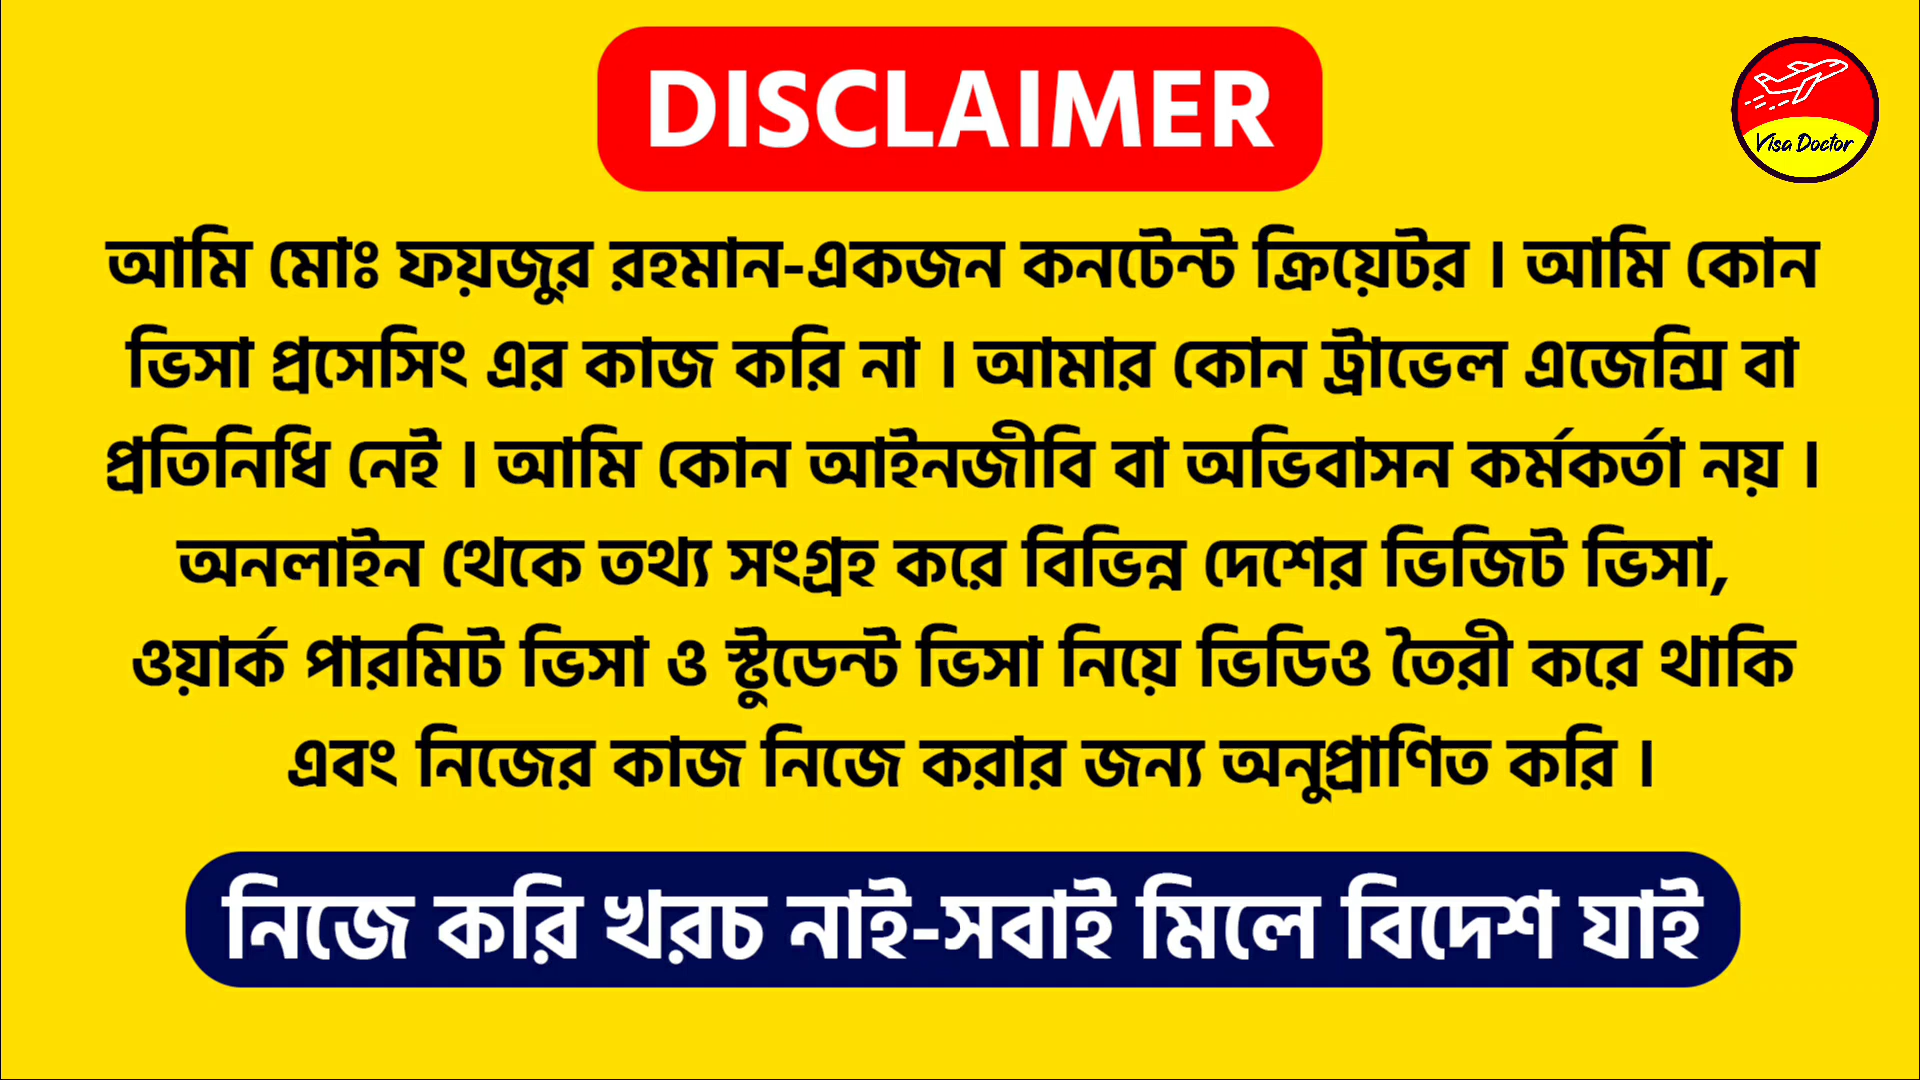 DISCLAIMER
Visa Doctor
আমি মোঃ ফয়জুর রহমান-একজন কনটেন্ট ক্রিয়েটর । আমি কোন
ভিসা প্রসেসিং এর কাজ করি না । আমার কোন ট্রাভেল এজেন্সি বা
প্রতিনিধি নেই । আমি কোন আইনজীবি বা অভিবাসন কর্মকর্তা নয় ।
অনলাইন থেকে তথ্য সংগ্রহ করে বিভিন্ন দেশের ভিজিট ভিসা,
ওয়ার্ক পারমিট ভিসা ও স্টুডেন্ট ভিসা নিয়ে ভিডিও তৈরী করে থাকি
এবং নিজের কাজ নিজে করার জন্য অনুপ্রাণিত করি ।
নিজে করি খরচ নাই-সবাই মিলে বিদেশ যাই